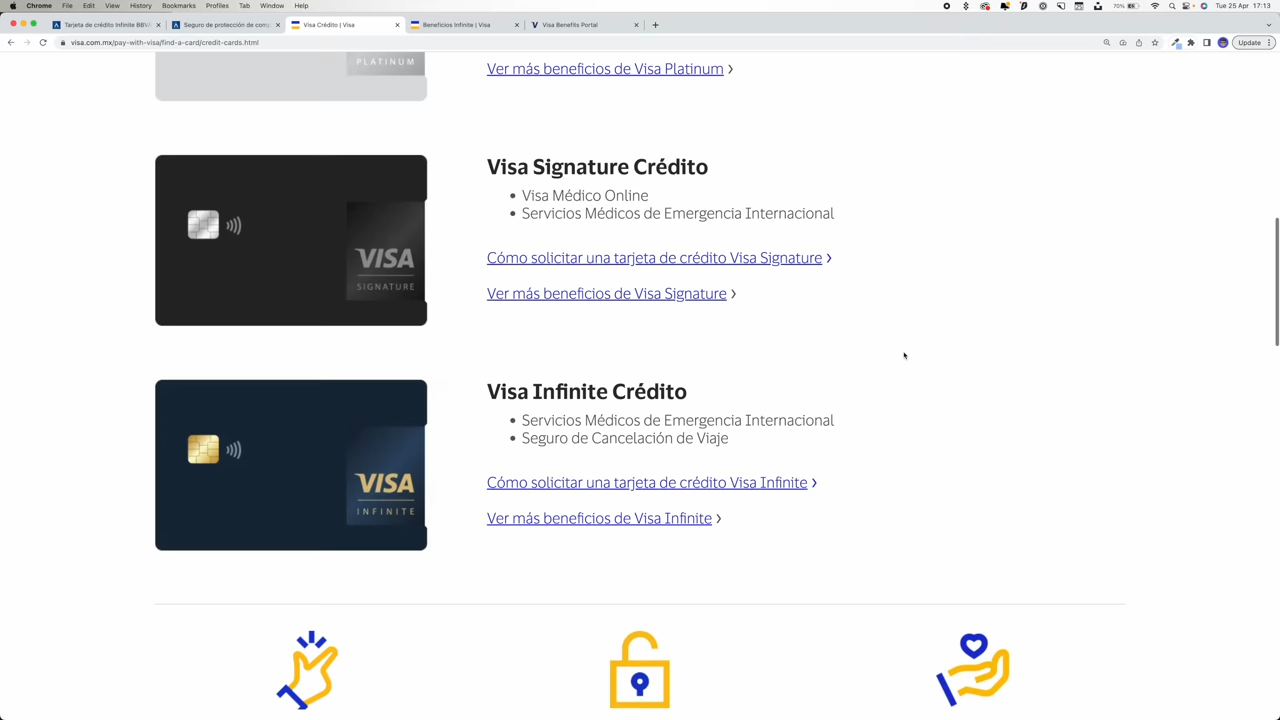 Chrome File Edit View History Bookmarks Profiles Tab Window Help
70% Tue 25 Apr 17:13
Tarjeta de crédito Infinite BBVA
Seguro de protección de com
Visa Crédito | Visa
Beneficios Infinite | Visa
Visa Benefits Portal
visa.com.mx/pay-with-visa/find-a-card/credit-cards.html
Update
PLATINUM
Ver más beneficios de Visa Platinum
Visa Signature Crédito
Visa Médico Online
Servicios Médicos de Emergencia Internacional
VISA
SIGNATURE
Cómo solicitar una tarjeta de crédito Visa Signature
Ver más beneficios de Visa Signature
Visa Infinite Crédito
Servicios Médicos de Emergencia Internacional
Seguro de Cancelación de Viaje
VISA
INFINITE
Cómo solicitar una tarjeta de crédito Visa Infinite
Ver más beneficios de Visa Infinite